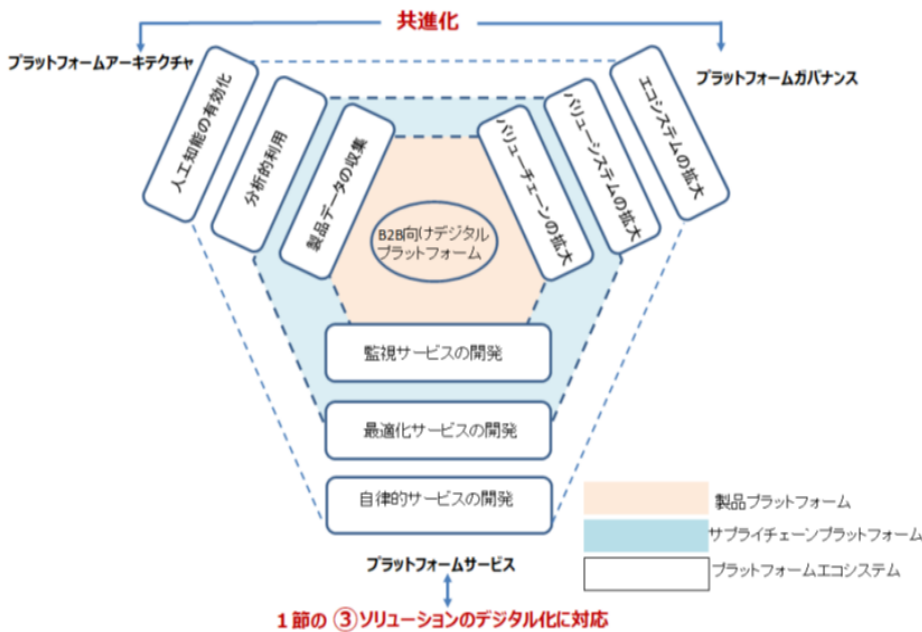 共進化
プラットフォームアーキテクチャ
プラットフォームガバナンス
人工知能の有効化
分析的利用
製品データの収集
バリューチェーンの拡大
バリューシステムの拡大
エコシステムの拡大
B2B向けデジタル
プラットフォーム
監視サービスの開発
最適化サービスの開発
自律的サービスの開発
製品プラットフォーム
サプライチェーンプラットフォーム
プラットフォームエコシステム
プラットフォームサービス
1節の ③ソリューションのデジタル化に対応